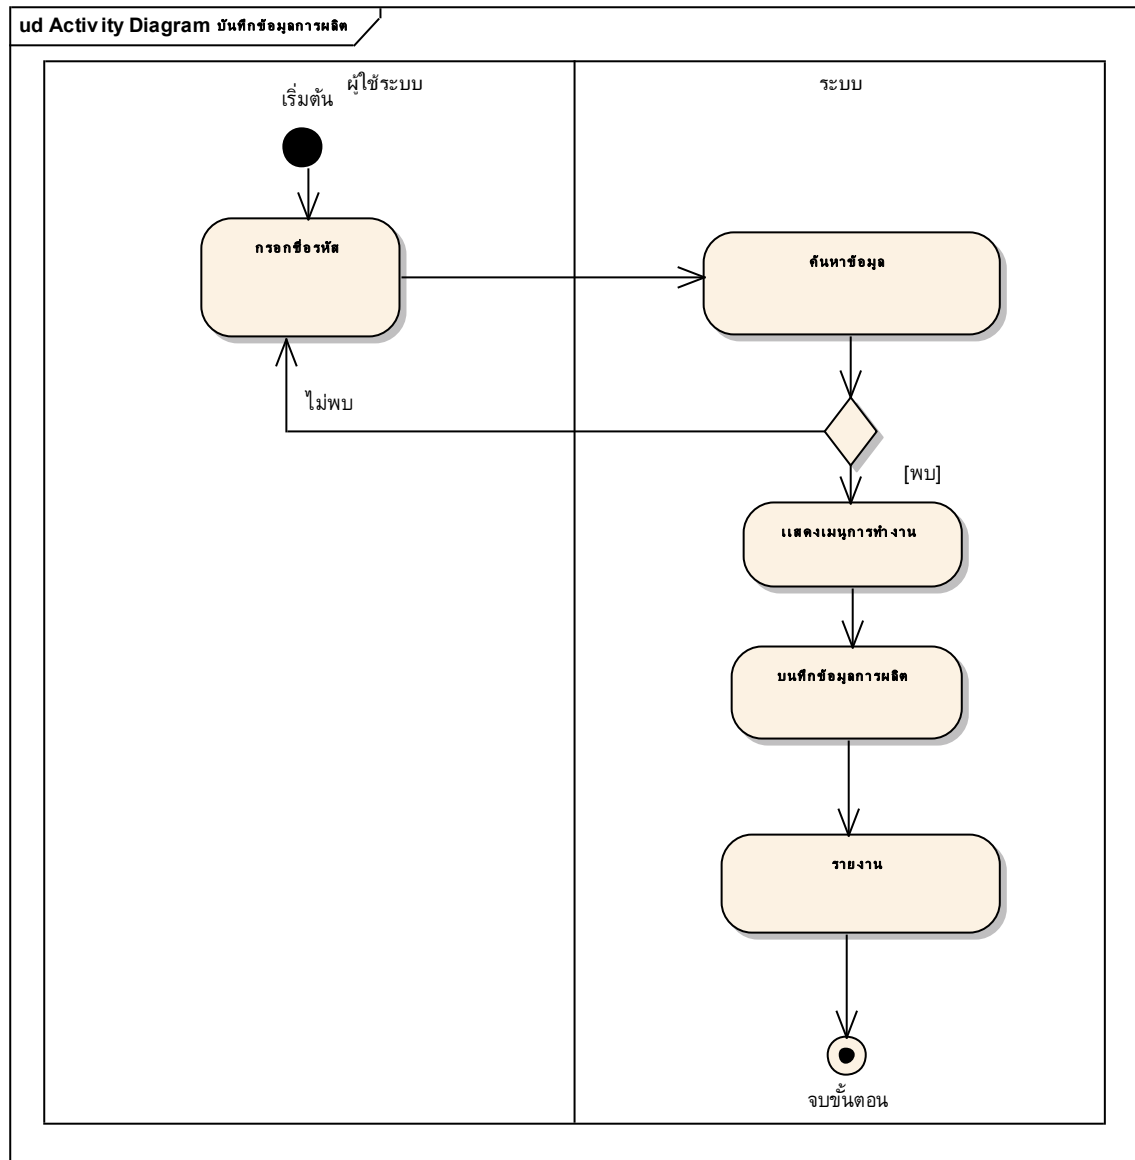 ud Activity Diagram บันทึกข้อมูลการผลิต
ผู้ใช้ระบบ
ระบบ
เริ่มต้น
กรอกชื่อรหัส
ค้นหาข้อมูล
ไม่พบ
[พบ]
แสดงเมนูการทำงาน
บนทึกข้อมูลการผลิต
รายงาน
จบขั้นตอน